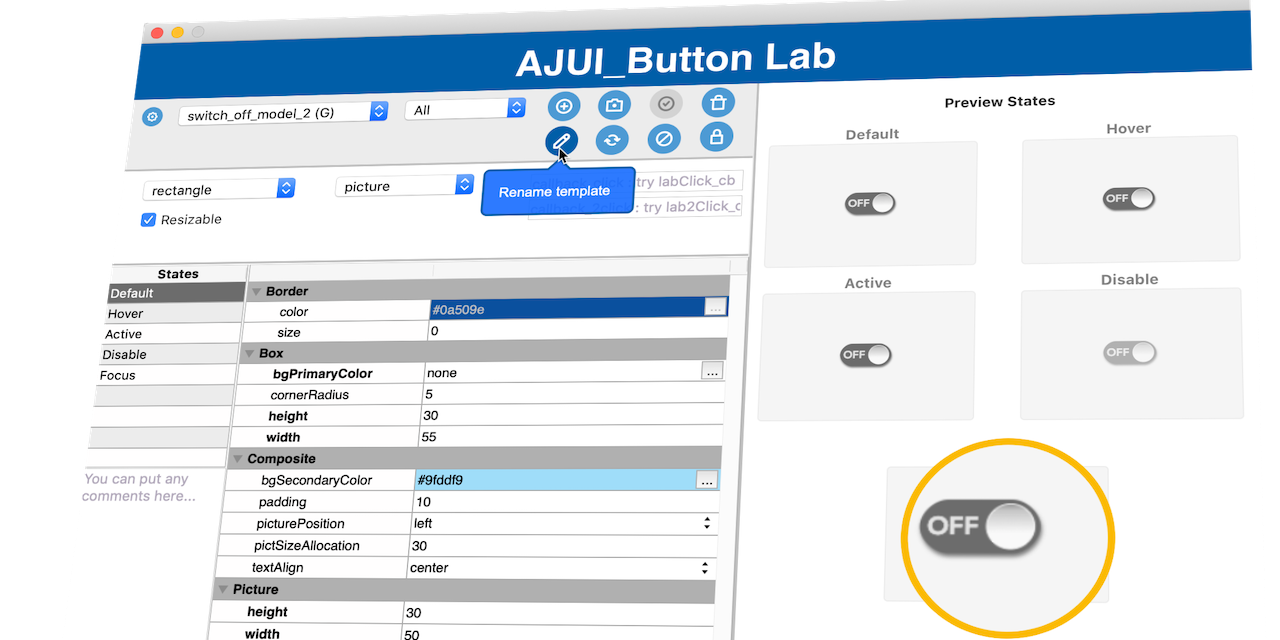 AJUI_Button Lab
switch_off_model_2 (G)
All
Rename template
rectangle
picture
: try labClick_cb
: try lab2Click_c
Resizable
States
Default
Hover
Active
Disable
Focus
You can put any
comments here...
Border
color #0a509e ...
size 0
Box
bgPrimaryColor none ...
cornerRadius 5
height 30
width 55
Composite
bgSecondaryColor #9fddf9 ...
padding 10
picturePosition left
pictSizeAllocation 30
textAlign center
Picture
height 30
width 50
Preview States
Default
Hover
OFF
OFF
Active
Disable
OFF
OFF
OFF